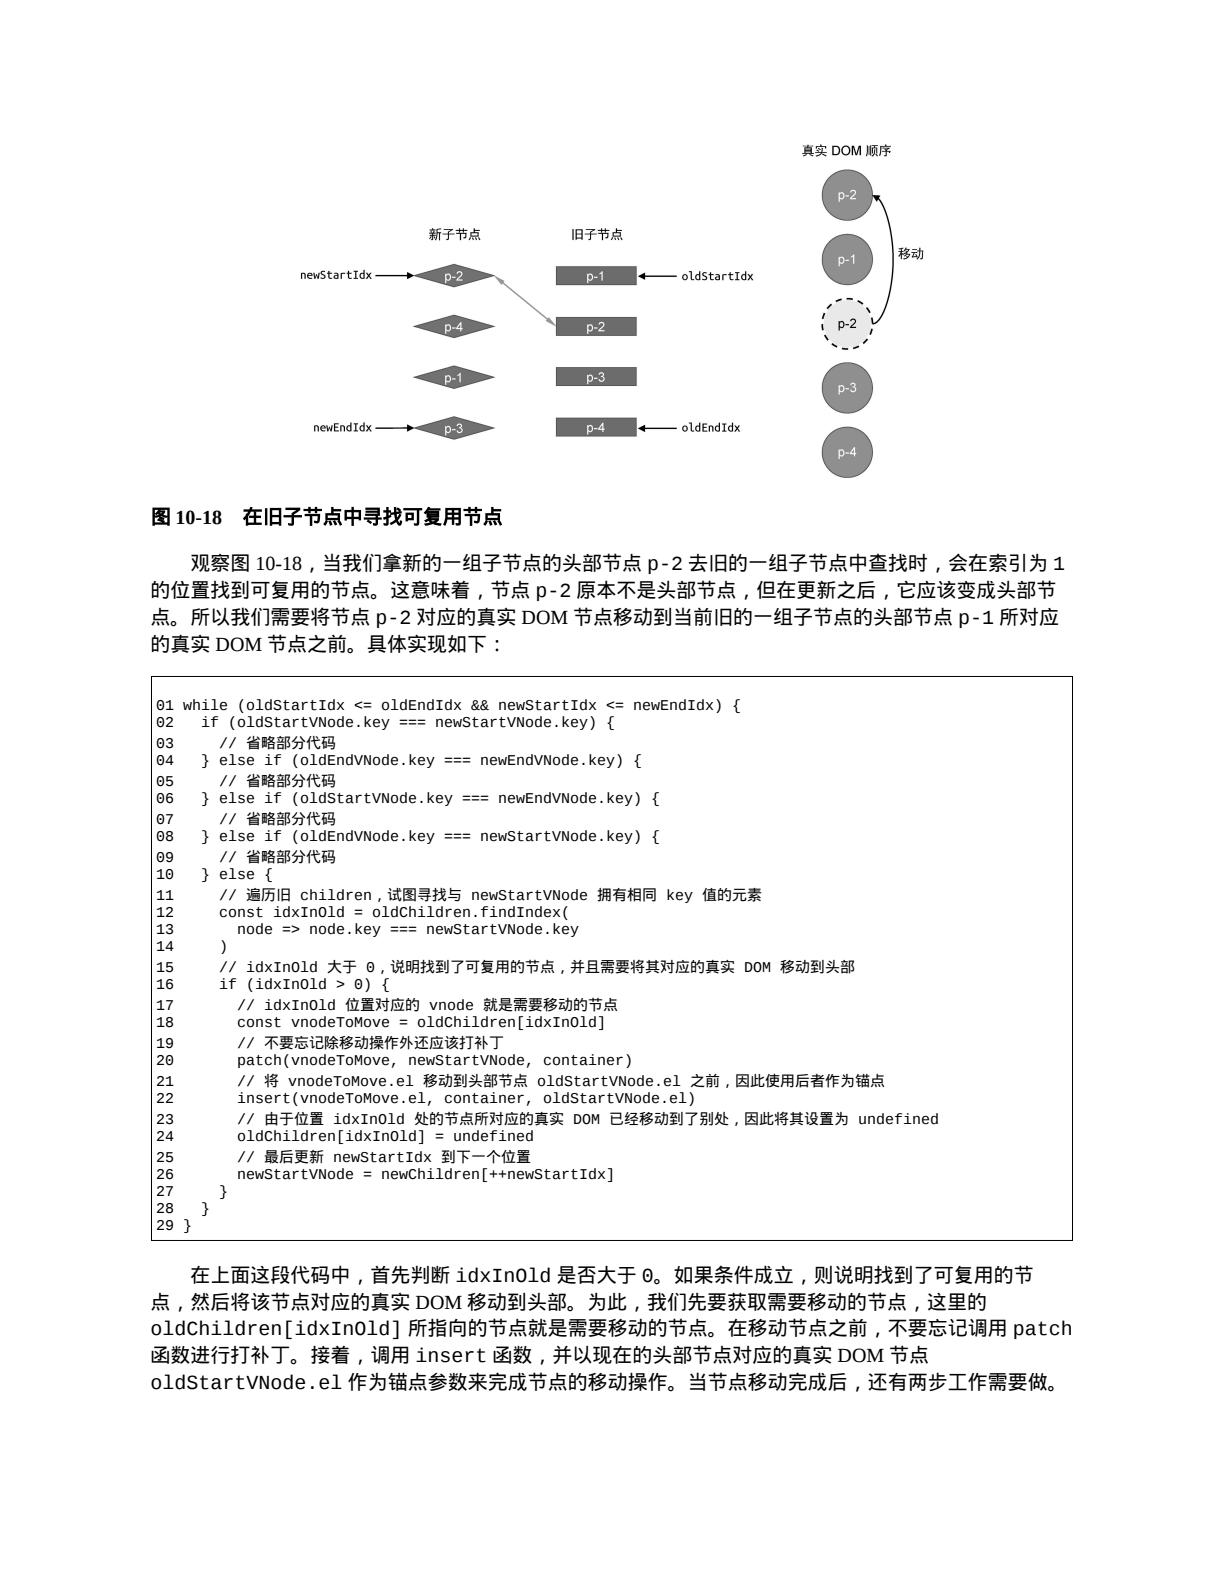 真实 DOM 顺序
p-2
新子节点 旧子节点
p-1 移动
newStartIdx p-2 p-1 oldStartIdx
p-4 p-2 p-2
p-1 p-3 p-3
newEndIdx p-3 p-4 oldEndIdx
p-4
图 10-18 在旧子节点中寻找可复用节点
观察图 10-18，当我们拿新的一组子节点的头部节点 p-2 去旧的一组子节点中查找时，会在索引为 1
的位置找到可复用的节点。这意味着，节点 p-2 原本不是头部节点，但在更新之后，它应该变成头部节
点。所以我们需要将节点 p-2 对应的真实 DOM 节点移动到当前旧的一组子节点的头部节点 p-1 所对应
的真实 DOM 节点之前。具体实现如下：
01 while (oldStartIdx <= oldEndIdx && newStartIdx <= newEndIdx) {
02   if (oldStartVNode.key === newStartVNode.key) {
03     // 省略部分代码
04   } else if (oldEndVNode.key === newEndVNode.key) {
05     // 省略部分代码
06   } else if (oldStartVNode.key === newEndVNode.key) {
07     // 省略部分代码
08   } else if (oldEndVNode.key === newStartVNode.key) {
09     // 省略部分代码
10   } else {
11     // 遍历旧 children，试图寻找与 newStartVNode 拥有相同 key 值的元素
12     const idxInOld = oldChildren.findIndex(
13       node => node.key === newStartVNode.key
14     )
15     // idxInOld 大于 0，说明找到了可复用的节点，并且需要将其对应的真实 DOM 移动到头部
16     if (idxInOld > 0) {
17       // idxInOld 位置对应的 vnode 就是需要移动的节点
18       const vnodeToMove = oldChildren[idxInOld]
19       // 不要忘记除移动操作外还应该打补丁
20       patch(vnodeToMove, newStartVNode, container)
21       // 将 vnodeToMove.el 移动到头部节点 oldStartVNode.el 之前，因此使用后者作为锚点
22       insert(vnodeToMove.el, container, oldStartVNode.el)
23       // 由于位置 idxInOld 处的节点所对应的真实 DOM 已经移动到了别处，因此将其设置为 undefined
24       oldChildren[idxInOld] = undefined
25       // 最后更新 newStartIdx 到下一个位置
26       newStartVNode = newChildren[++newStartIdx]
27     }
28   }
29 }
在上面这段代码中，首先判断 idxInOld 是否大于 0。如果条件成立，则说明找到了可复用的节
点，然后将该节点对应的真实 DOM 移动到头部。为此，我们先要获取需要移动的节点，这里的
oldChildren[idxInOld] 所指向的节点就是需要移动的节点。在移动节点之前，不要忘记调用 patch
函数进行打补丁。接着，调用 insert 函数，并以现在的头部节点对应的真实 DOM 节点
oldStartVNode.el 作为锚点参数来完成节点的移动操作。当节点移动完成后，还有两步工作需要做。